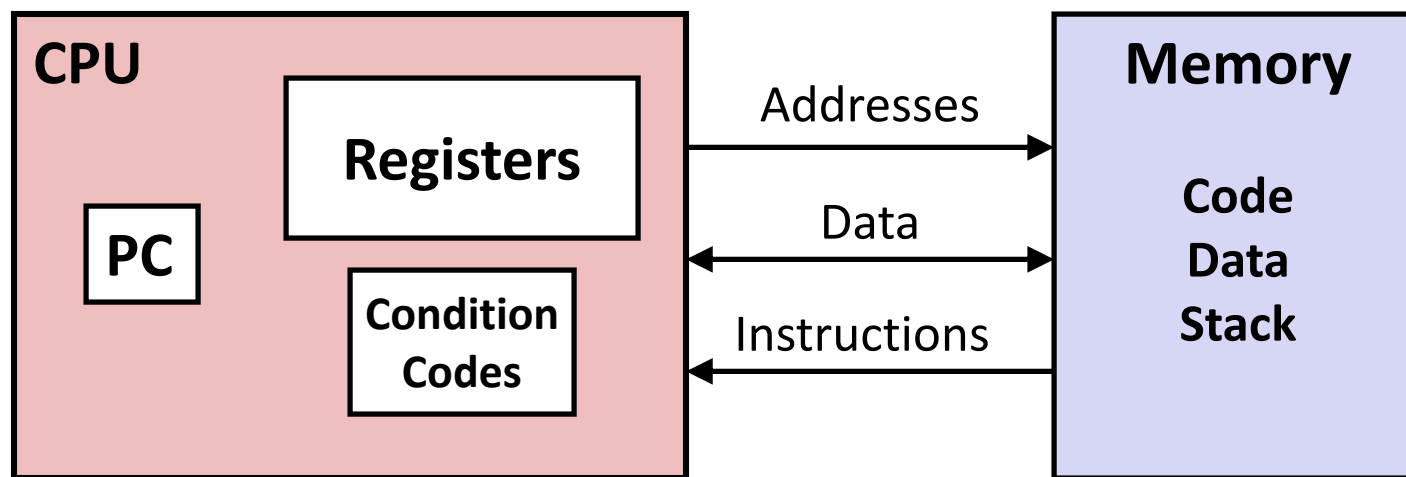 CPU
Registers
PC
Condition
Codes
Addresses
Data
Instructions
Memory
Code
Data
Stack